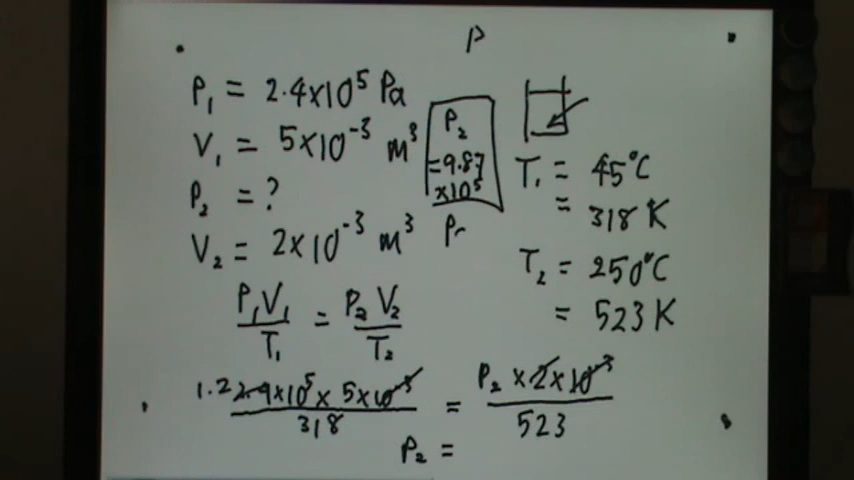 P
P₁ = 2.4×10⁵ Pa
V₁ = 5×10⁻³ m³
P₂ = ?
V₂ = 2×10⁻³ m³
P₂
=9.87
×10⁵
T₁ = 45°C
= 318 K
T₂ = 250°C
= 523 K
P₁V₁/T₁ = P₂V₂/T₂
1.2 2.4×10⁵ × 5×10⁻³/318 = P₂ ×2×10⁻³/523
P₂ =